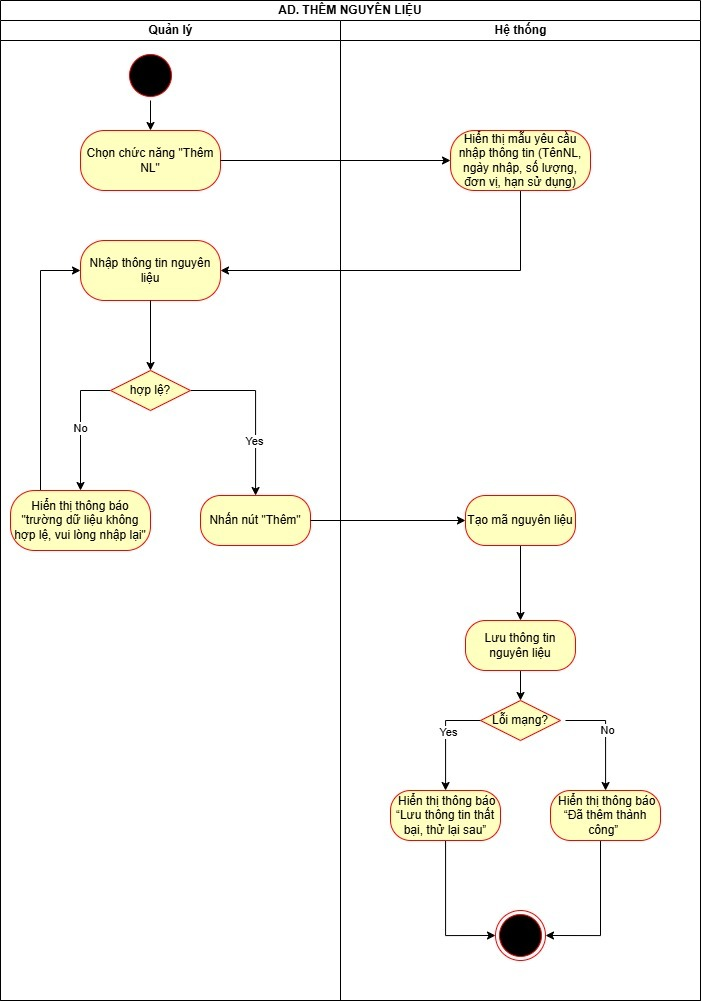 AD. THÊM NGUYÊN LIỆU
Quản lý
Hệ thống
Chọn chức năng "Thêm
NL"
Hiển thị mẫu yêu cầu
nhập thông tin (TênNL,
ngày nhập, số lượng,
đơn vị, hạn sử dụng)
Nhập thông tin nguyên
liệu
hợp lệ?
No
Yes
Hiển thị thông báo
"trường dữ liệu không
hợp lệ, vui lòng nhập lại"
Nhấn nút "Thêm"
Tạo mã nguyên liệu
Lưu thông tin
nguyên liệu
Lỗi mạng?
Yes
No
Hiển thị thông báo
“Lưu thông tin thất
bại, thử lại sau”
Hiển thị thông báo
“Đã thêm thành
công”